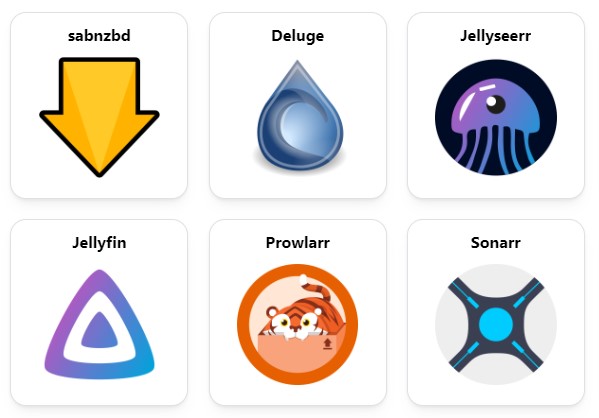 sabnzbd
Deluge
Jellyseerr
Jellyfin
Prowlarr
Sonarr